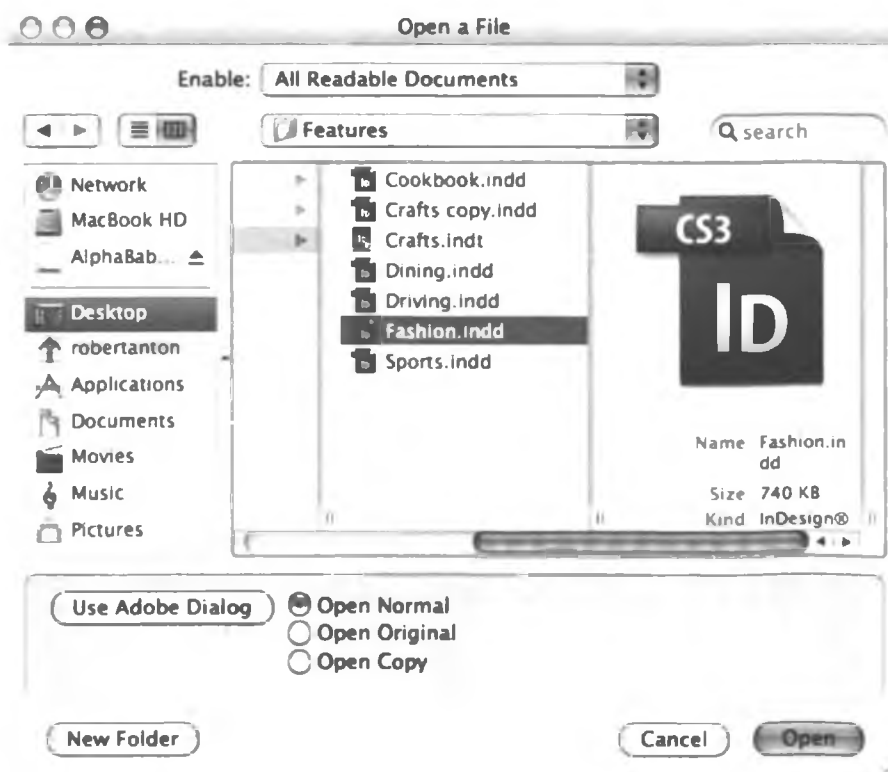 Open a File
Enable: All Readable Documents
Features
search
Network
MacBook HD
AlphaBab...
Desktop
robertanton
Applications
Documents
Movies
Music
Pictures
Cookbook.indd
Crafts copy.indd
Crafts.indt
Dining.indd
Driving.indd
Fashion.indd
Sports.indd
CS3
ID
Name Fashion.in
dd
Size 740 KB
Kind InDesign®
Use Adobe Dialog
Open Normal
Open Original
Open Copy
New Folder
Cancel
Open